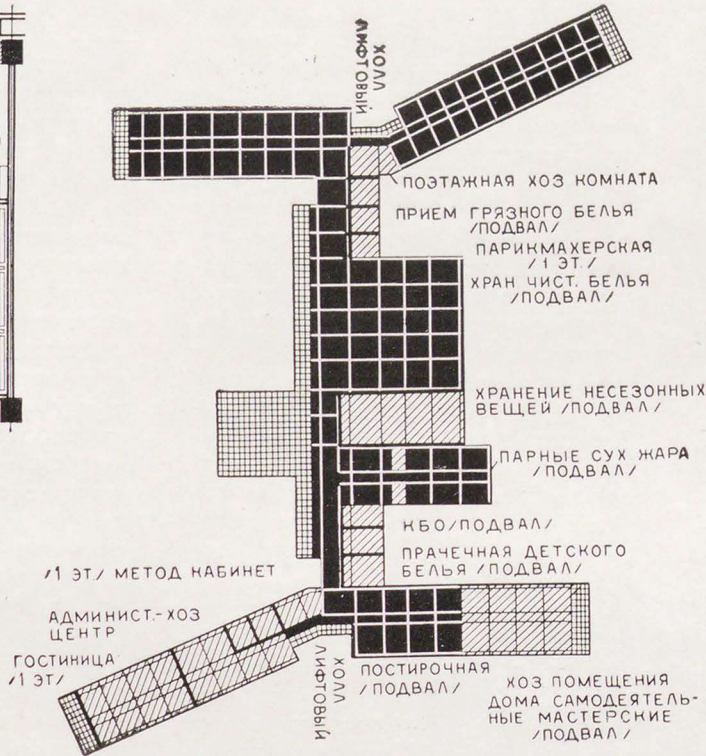 ХОЛЛ
ЛИФТОВЫЙ
ПОЭТАЖНАЯ ХОЗ КОМНАТА
ПРИЕМ ГРЯЗНОГО БЕЛЬЯ
/ПОДВАЛ/
ПАРИКМАХЕРСКАЯ
/1 ЭТ./
ХРАН ЧИСТ. БЕЛЬЯ
/ПОДВАЛ/
ХРАНЕНИЕ НЕСЕЗОННЫХ
ВЕЩЕЙ /ПОДВАЛ/
ПАРНЫЕ СУХ ЖАРА
/ПОДВАЛ/
КБО/ПОДВАЛ/
ПРАЧЕЧНАЯ ДЕТСКОГО
БЕЛЬЯ /ПОДВАЛ/
/1 ЭТ./ МЕТОД КАБИНЕТ
АДМИНИСТ.-ХОЗ
ЦЕНТР
ГОСТИНИЦА
/1 ЭТ/
ХОЛЛ
ЛИФТОВЫЙ
ПОСТИРОЧНАЯ
/ПОДВАЛ/
ХОЗ ПОМЕЩЕНИЯ
ДОМА САМОДЕЯТЕЛЬ-
НЫЕ МАСТЕРСКИЕ
/ПОДВАЛ/